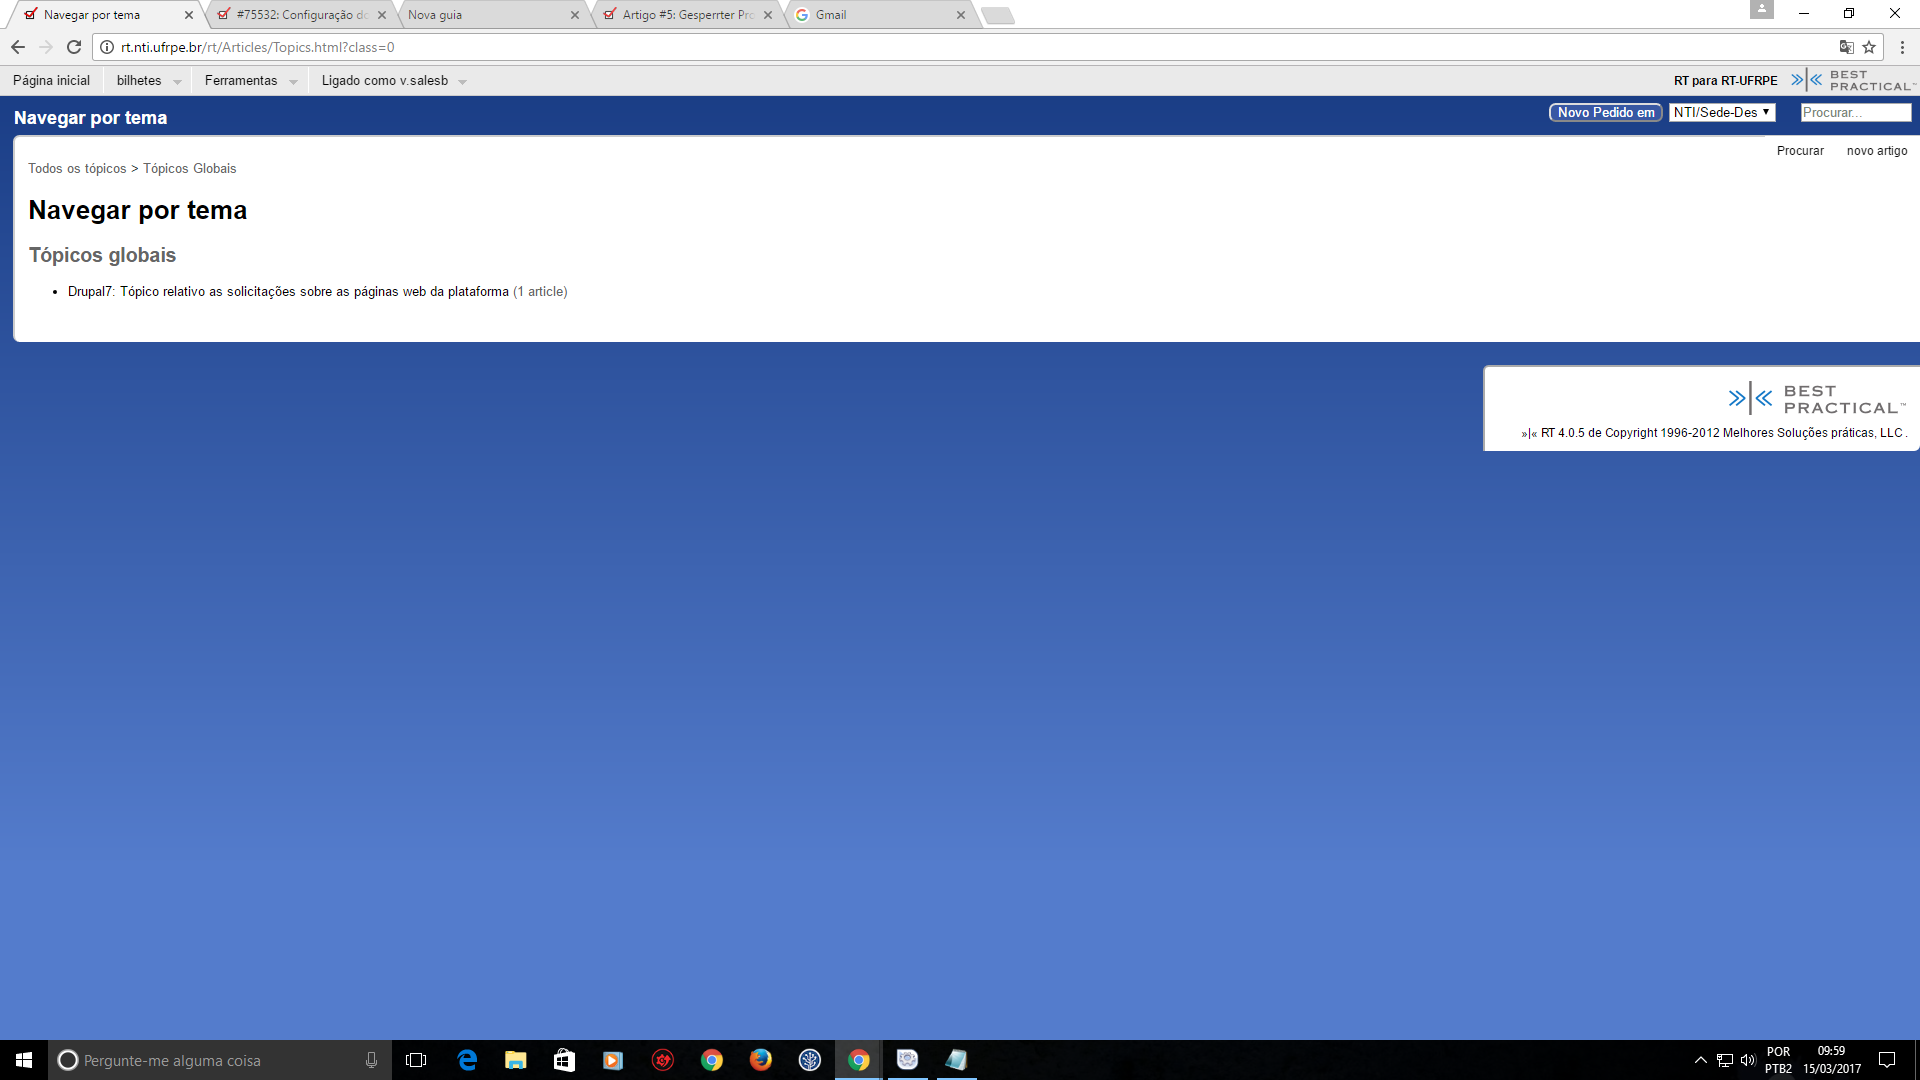 Navegar por tema
#75532: Configuração do
Nova guia
Artigo #5: Gesperrter Pro
Gmail
rt.nti.ufrpe.br/rt/Articles/Topics.html?class=0
Página inicial bilhetes Ferramentas Ligado como v.salesb RT para RT-UFRPE BEST PRACTICAL™
Navegar por tema Novo Pedido em NTI/Sede-Des Procurar...
Procurar novo artigo
Todos os tópicos > Tópicos Globais
Navegar por tema
Tópicos globais
• Drupal7: Tópico relativo as solicitações sobre as páginas web da plataforma (1 article)
BEST
PRACTICAL™
»|« RT 4.0.5 de Copyright 1996-2012 Melhores Soluções práticas, LLC .
Pergunte-me alguma coisa
POR
PTB2
09:59
15/03/2017